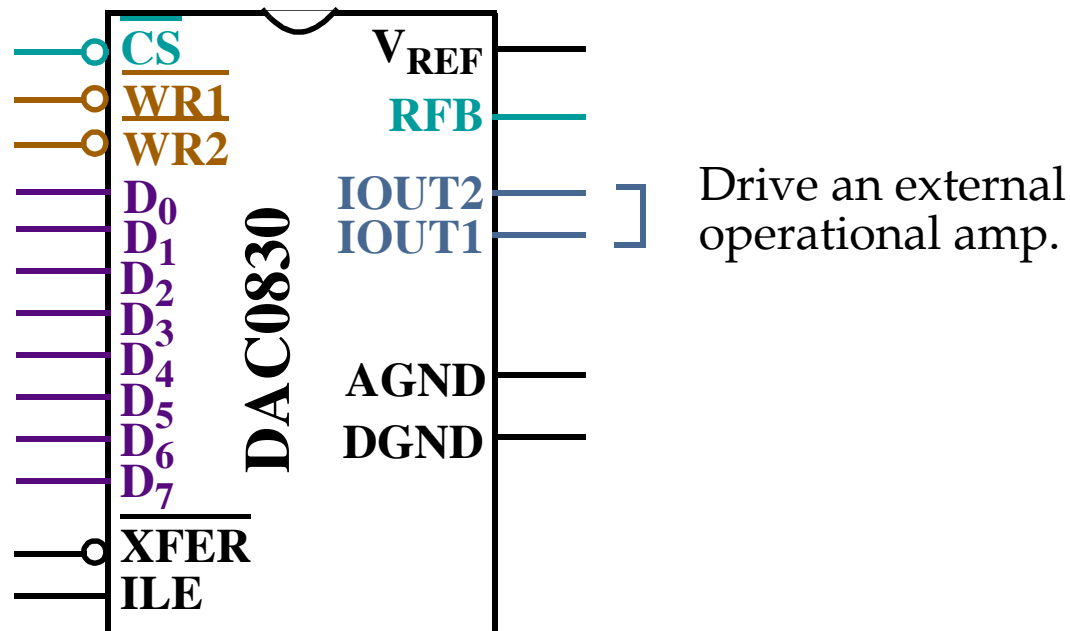 CS
WR1
WR2
D0
D1
D2
D3
D4
D5
D6
D7
XFER
ILE
DAC0830
VREF
RFB
IOUT2
IOUT1
AGND
DGND
Drive an external
operational amp.